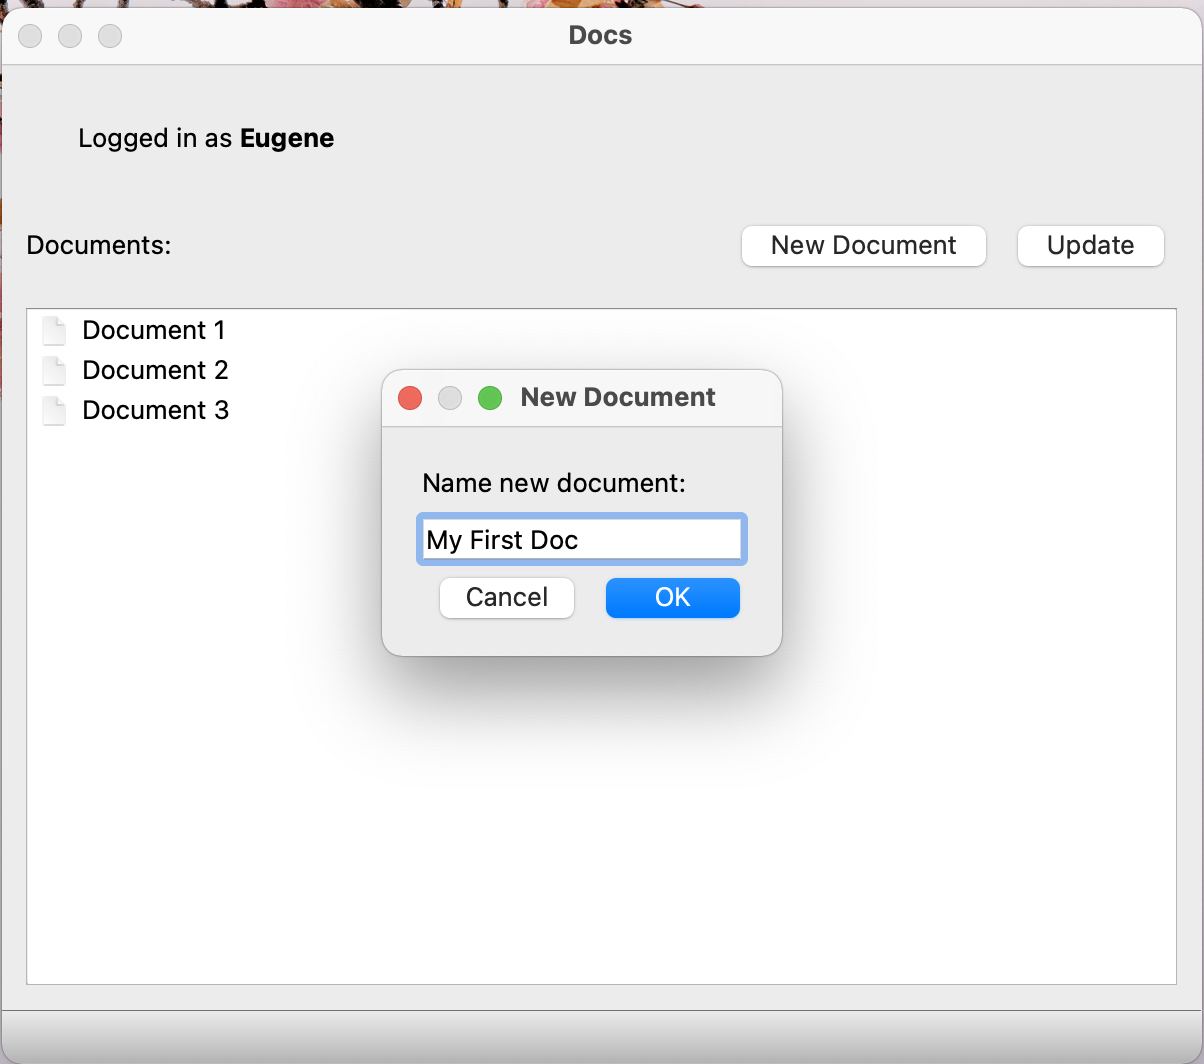 Docs
Logged in as Eugene
Documents:
New Document
Update
Document 1
Document 2
Document 3
New Document
Name new document:
My First Doc
Cancel
OK